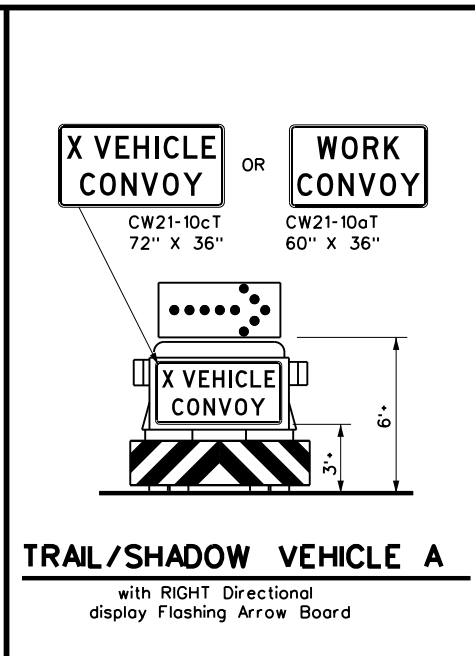 X VEHICLE
CONVOY
OR
WORK
CONVOY
CW21-10cT
72" X 36"
CW21-10aT
60" X 36"
X VEHICLE
CONVOY
6'+
3'+
TRAIL/SHADOW VEHICLE A
with RIGHT Directional
display Flashing Arrow Board